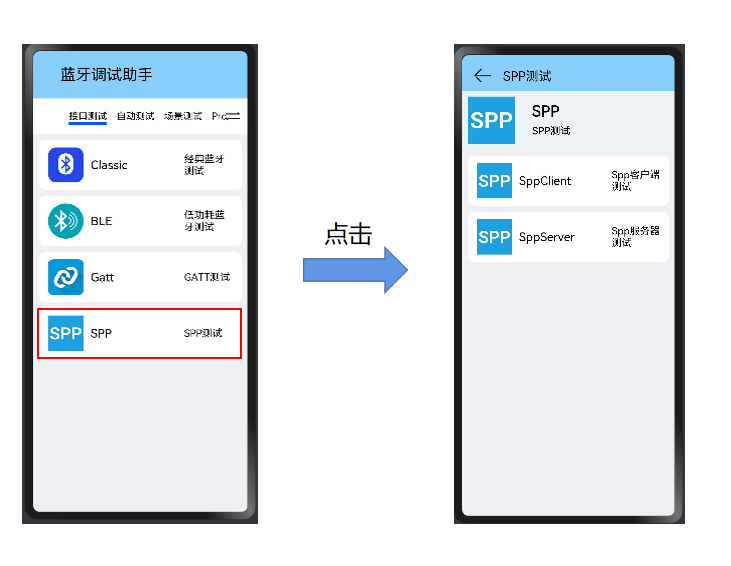 蓝牙调试助手
接口测试 自动测试 场景测试 Pro
Classic
经典蓝牙
测试
BLE
低功耗蓝
牙测试
Gatt
GATT测试
SPP
SPP
SPP测试
点击
SPP测试
SPP
SPP
SPP测试
SPP
SppClient
Spp客户端
测试
SPP
SppServer
Spp服务器
测试